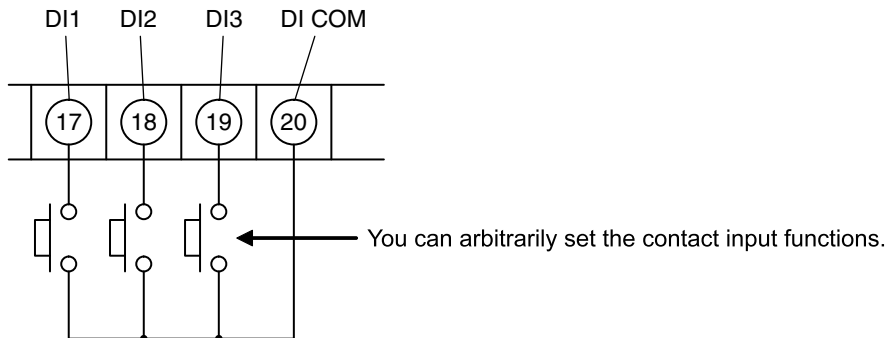 DI1 DI2 DI3 DI COM
17 18 19 20
You can arbitrarily set the contact input functions.